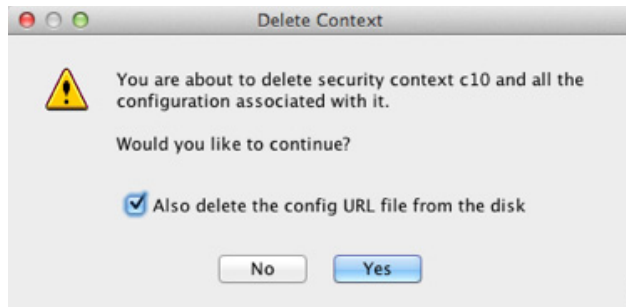 Delete Context
You are about to delete security context c10 and all the
configuration associated with it.
Would you like to continue?
Also delete the config URL file from the disk
No Yes